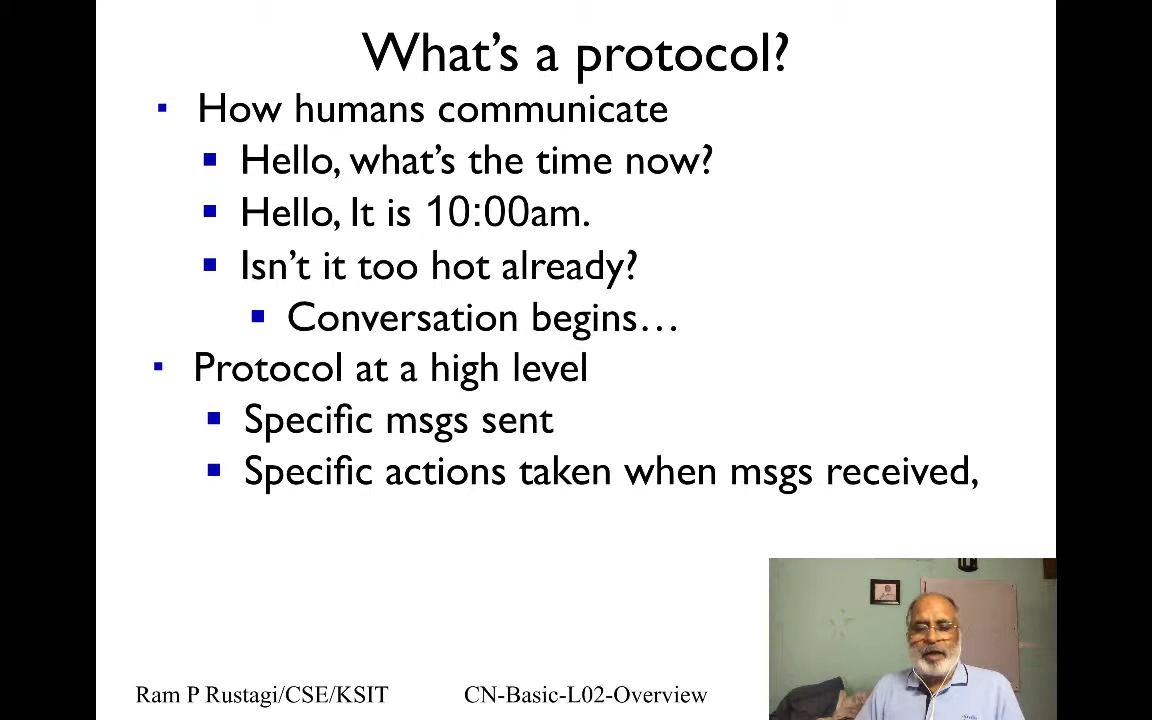 What's a protocol?
How humans communicate
Hello, what's the time now?
Hello, It is 10:00am.
Isn't it too hot already?
Conversation begins…
Protocol at a high level
Specific msgs sent
Specific actions taken when msgs received,
Ram P Rustagi/CSE/KSIT
CN-Basic-L02-Overview